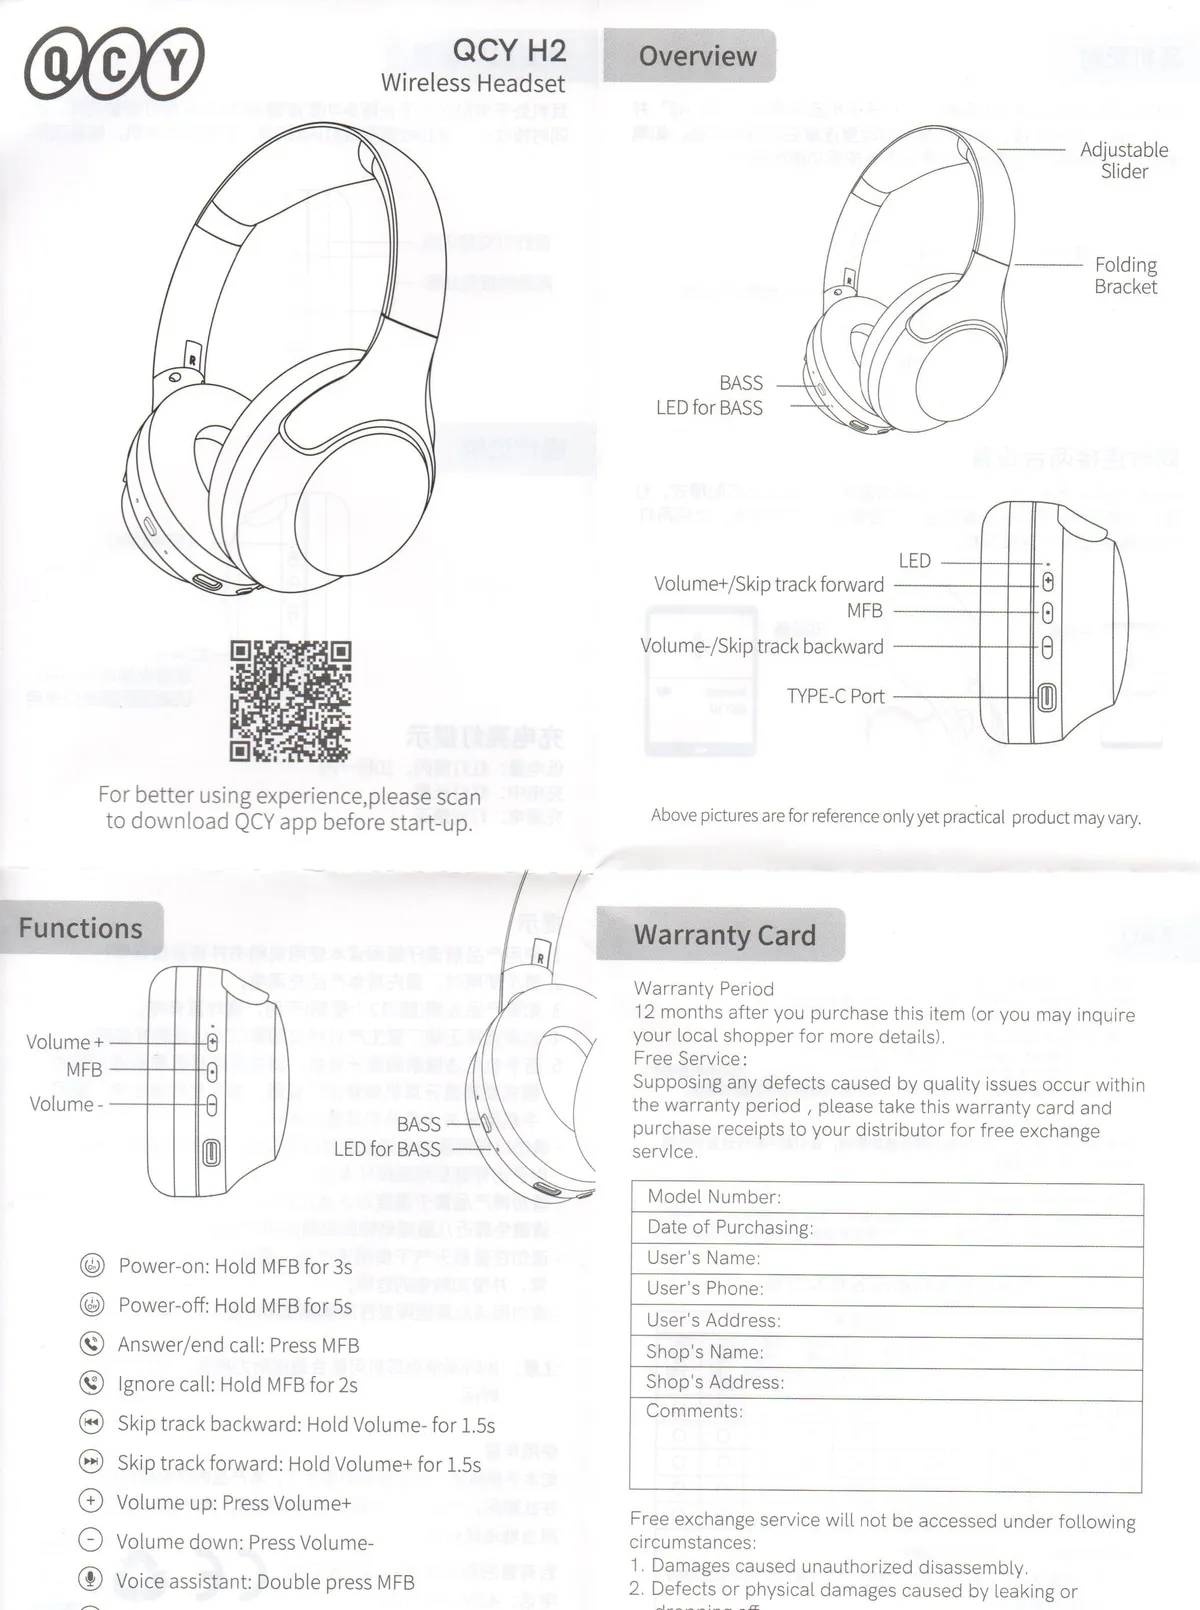 QCY
QCY H2
Wireless Headset
R
For better using experience,please scan
to download QCY app before start-up.
Overview
Adjustable
Slider
Folding
Bracket
R
BASS
LED for BASS
LED
Volume+/Skip track forward
MFB
Volume-/Skip track backward
TYPE-C Port
Above pictures are for reference only yet practical product may vary.
Functions
R
Volume +
MFB
Volume -
BASS
LED for BASS
Power-on: Hold MFB for 3s
Power-off: Hold MFB for 5s
Answer/end call: Press MFB
Ignore call: Hold MFB for 2s
Skip track backward: Hold Volume- for 1.5s
Skip track forward: Hold Volume+ for 1.5s
Volume up: Press Volume+
Volume down: Press Volume-
Voice assistant: Double press MFB
Warranty Card
Warranty Period
12 months after you purchase this item (or you may inquire
your local shopper for more details).
Free Service:
Supposing any defects caused by quality issues occur within
the warranty period , please take this warranty card and
purchase receipts to your distributor for free exchange
servIce.
Model Number:
Date of Purchasing:
User's Name:
User's Phone:
User's Address:
Shop's Name:
Shop's Address:
Comments:
Free exchange service will not be accessed under following
circumstances:
1. Damages caused unauthorized disassembly.
2. Defects or physical damages caused by leaking or